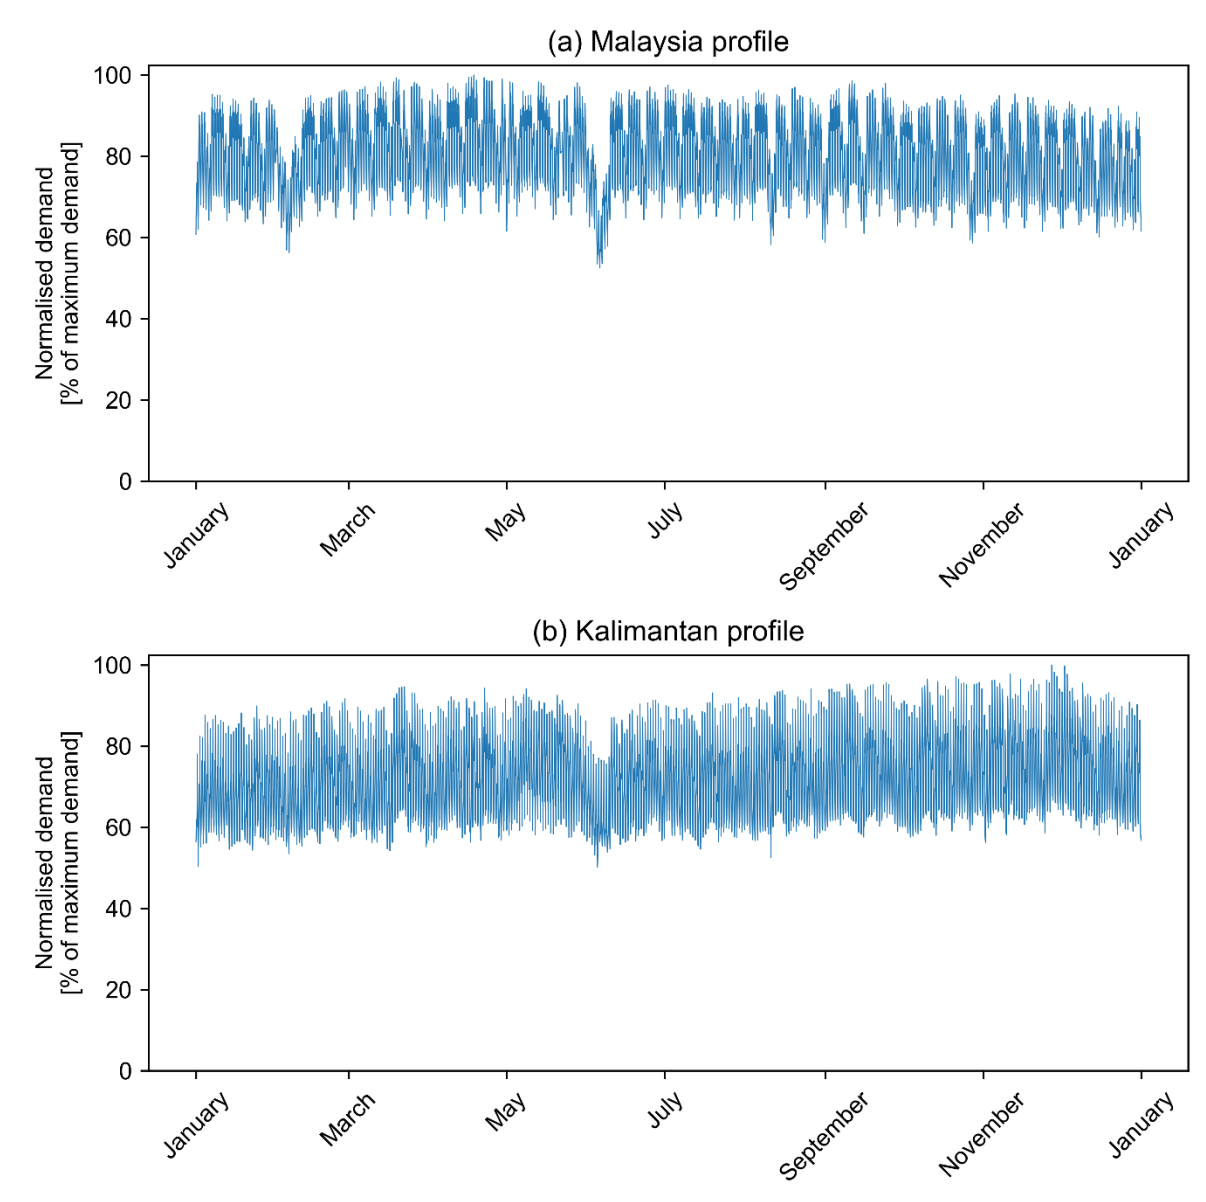 (a) Malaysia profile
100
80
60
40
20
0
Normalised demand
[% of maximum demand]
January
March
May
July
September
November
January
(b) Kalimantan profile
100
80
60
40
20
0
Normalised demand
[% of maximum demand]
January
March
May
July
September
November
January